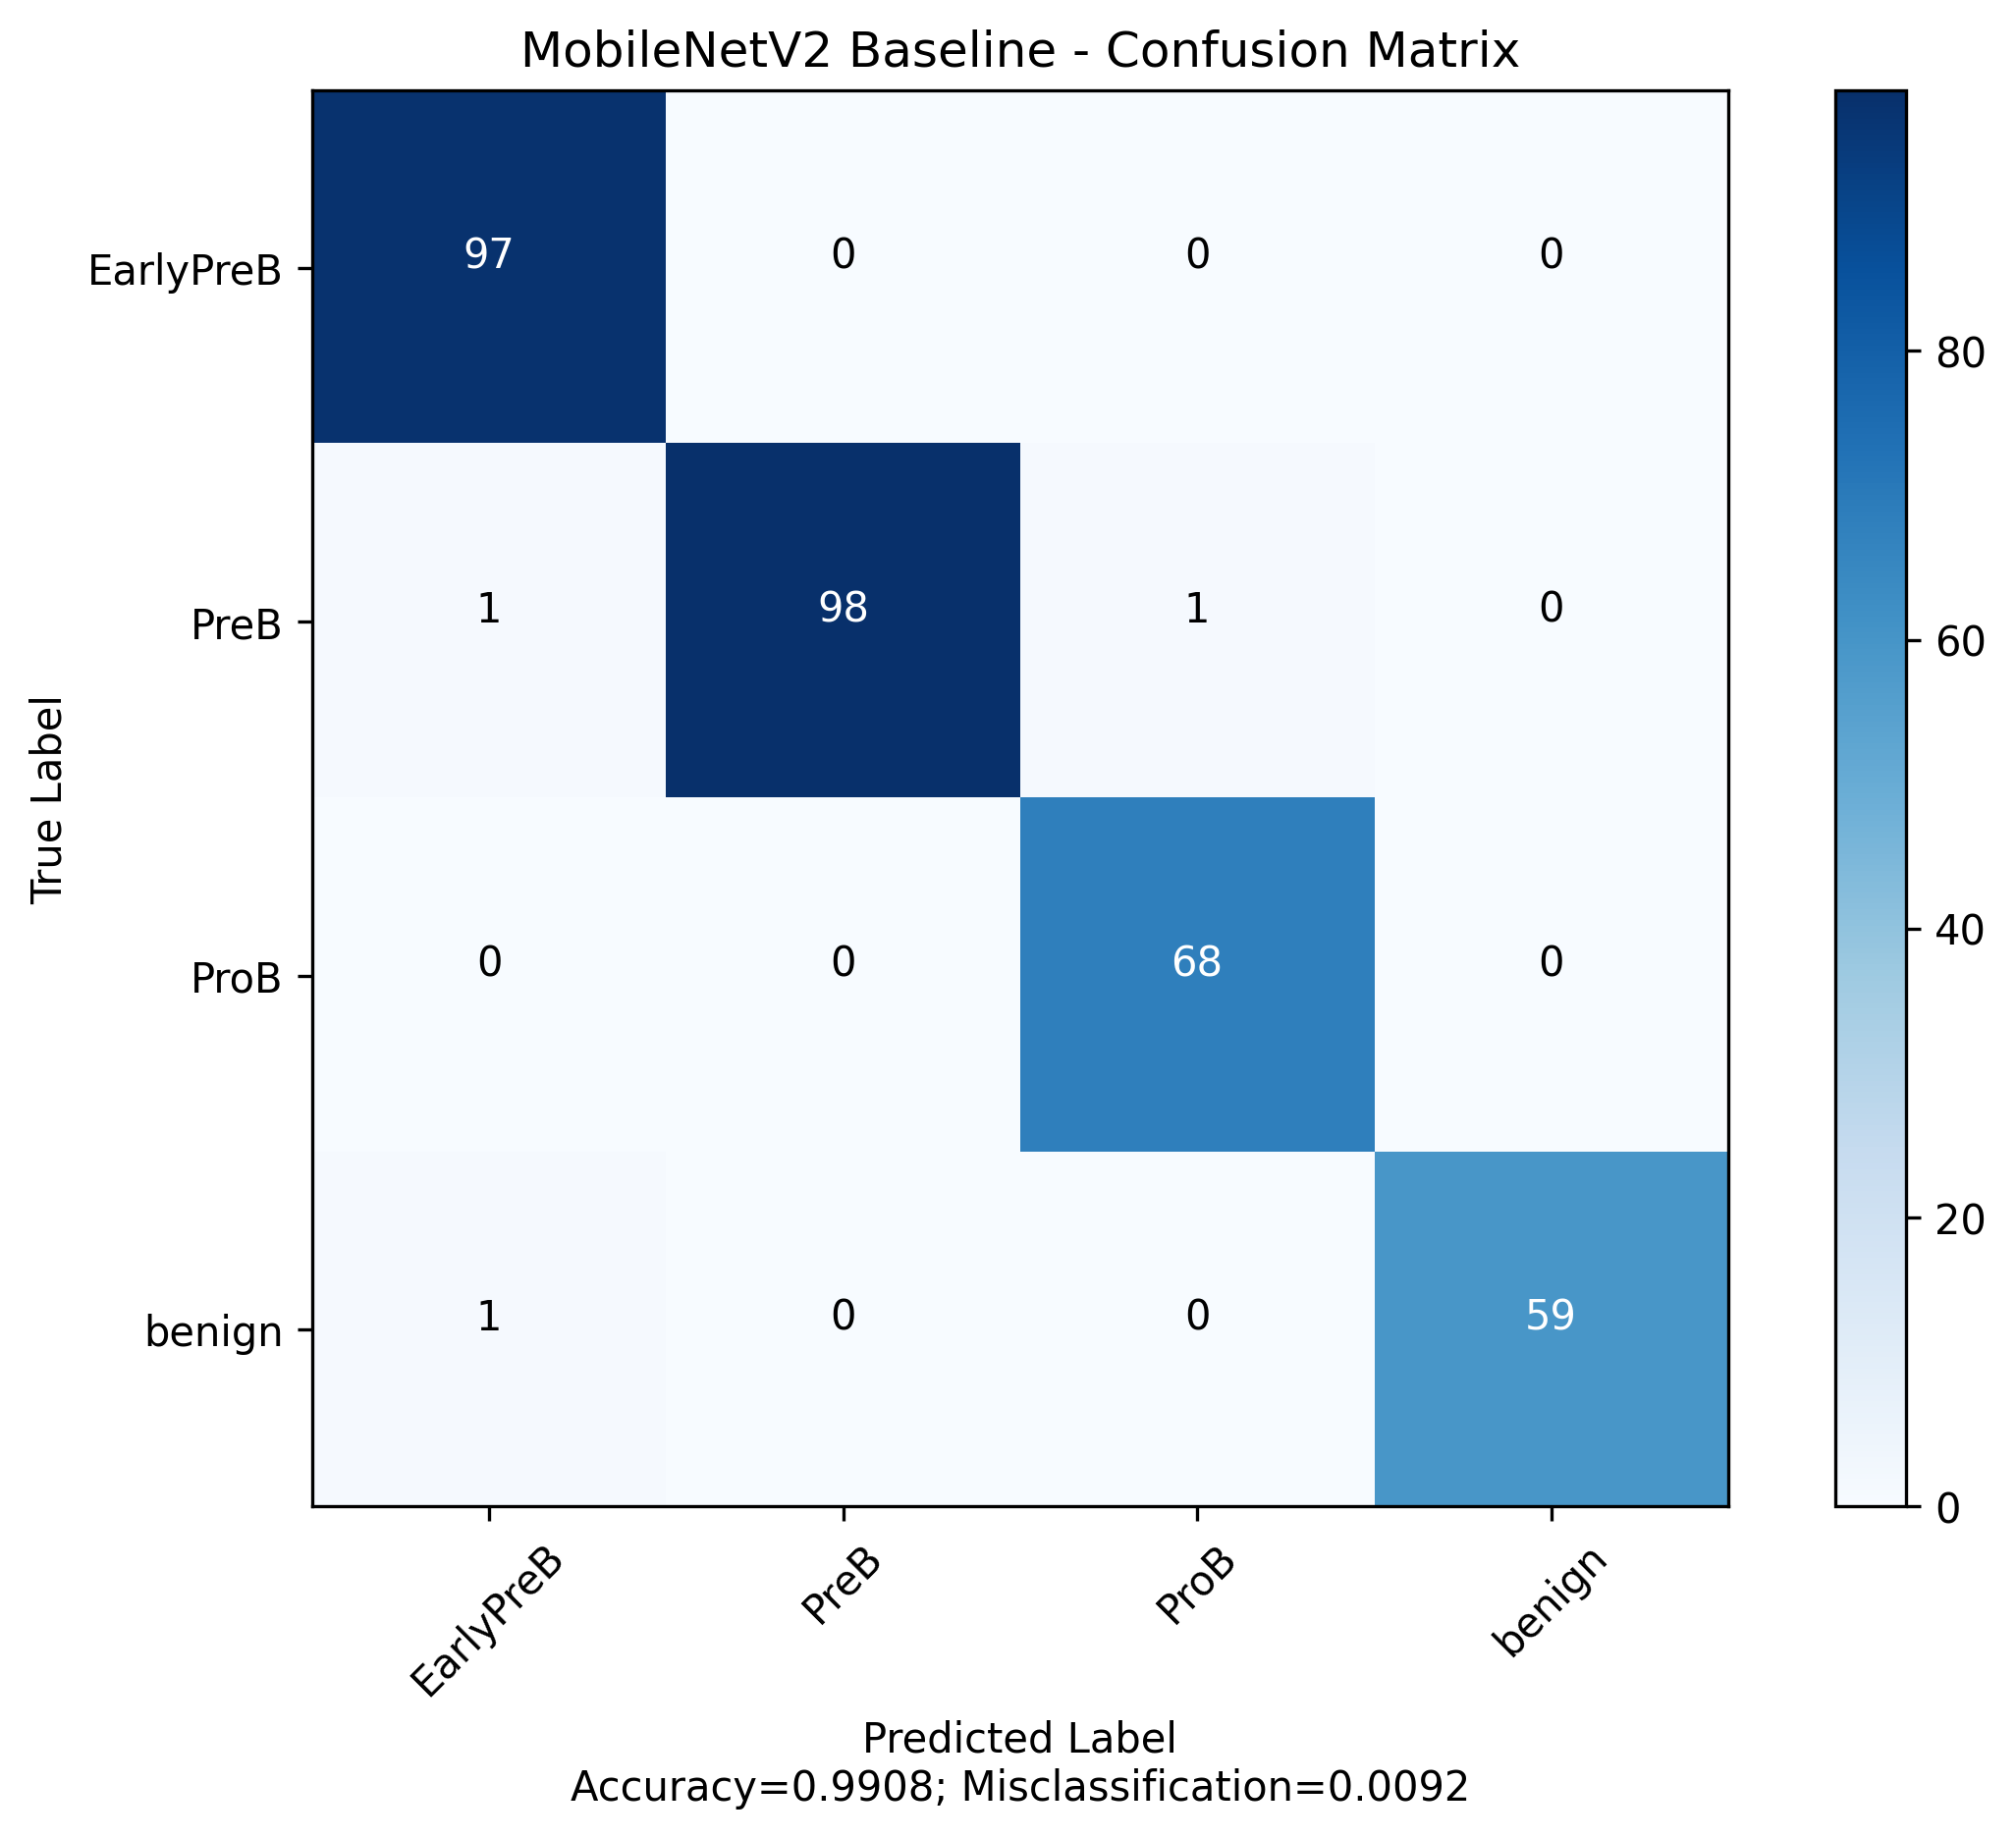 MobileNetV2 Baseline - Confusion Matrix
EarlyPreB 97 0 0 0
PreB 1 98 1 0
ProB 0 0 68 0
benign 1 0 0 59
True Label
EarlyPreB PreB ProB benign
Predicted Label
Accuracy=0.9908; Misclassification=0.0092
80
60
40
20
0